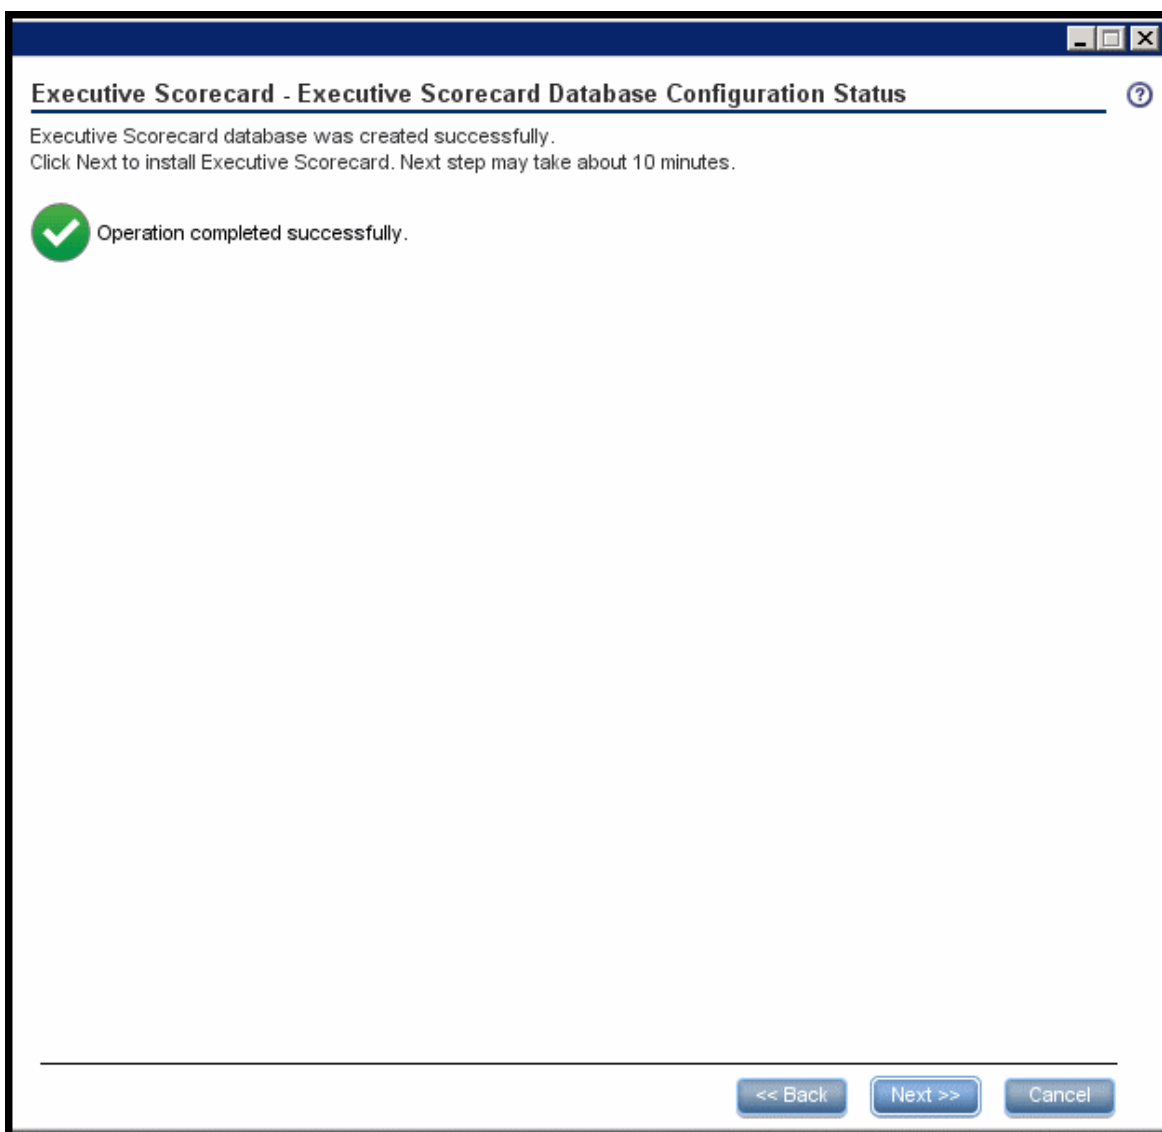 Executive Scorecard - Executive Scorecard Database Configuration Status
?
Executive Scorecard database was created successfully.
Click Next to install Executive Scorecard. Next step may take about 10 minutes.
Operation completed successfully.
<< Back
Next >>
Cancel